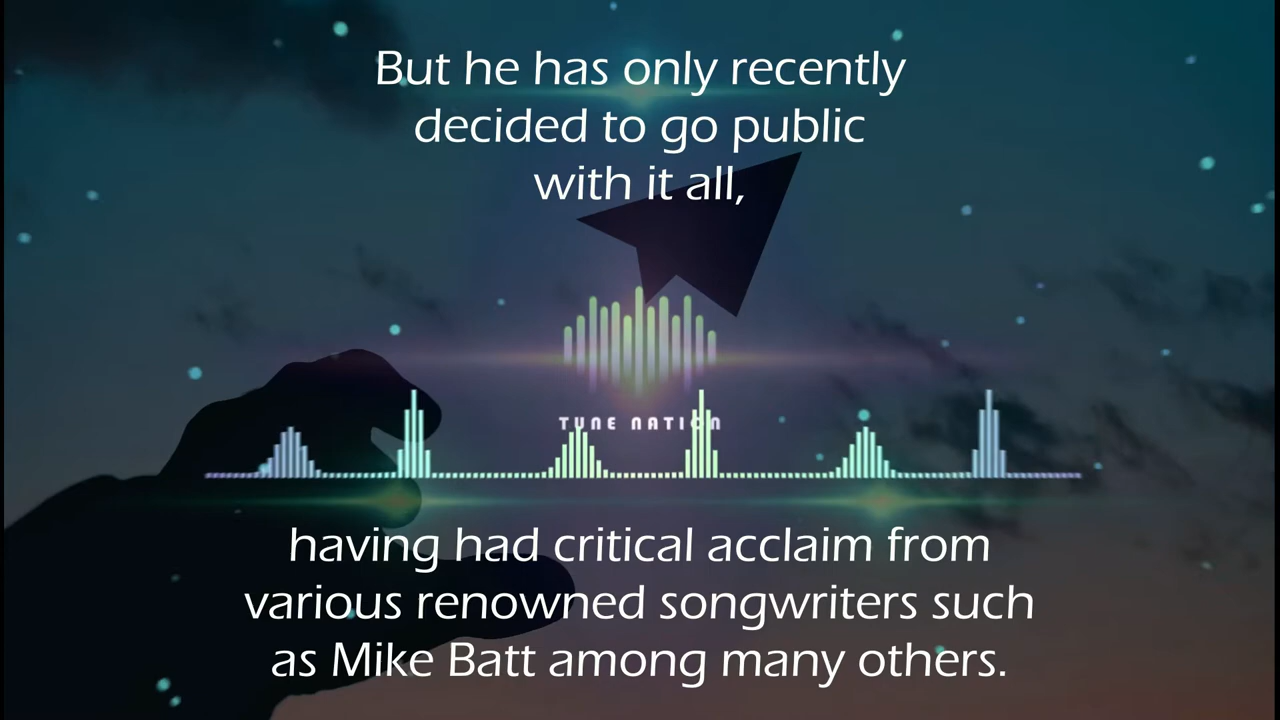 But he has only recently
decided to go public
with it all,
TUNE NATION
having had critical acclaim from
various renowned songwriters such
as Mike Batt among many others.